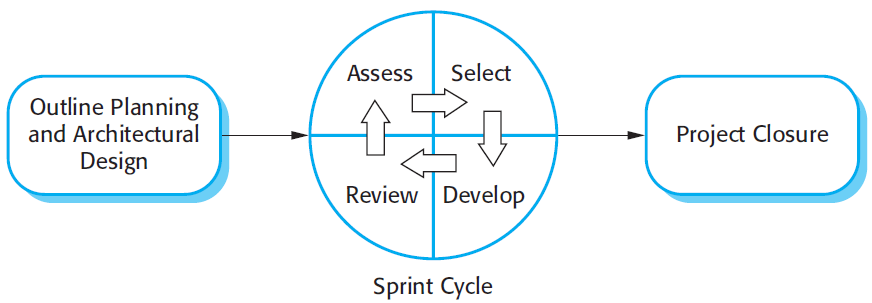 Outline Planning
and Architectural
Design
Assess
Select
Review
Develop
Sprint Cycle
Project Closure